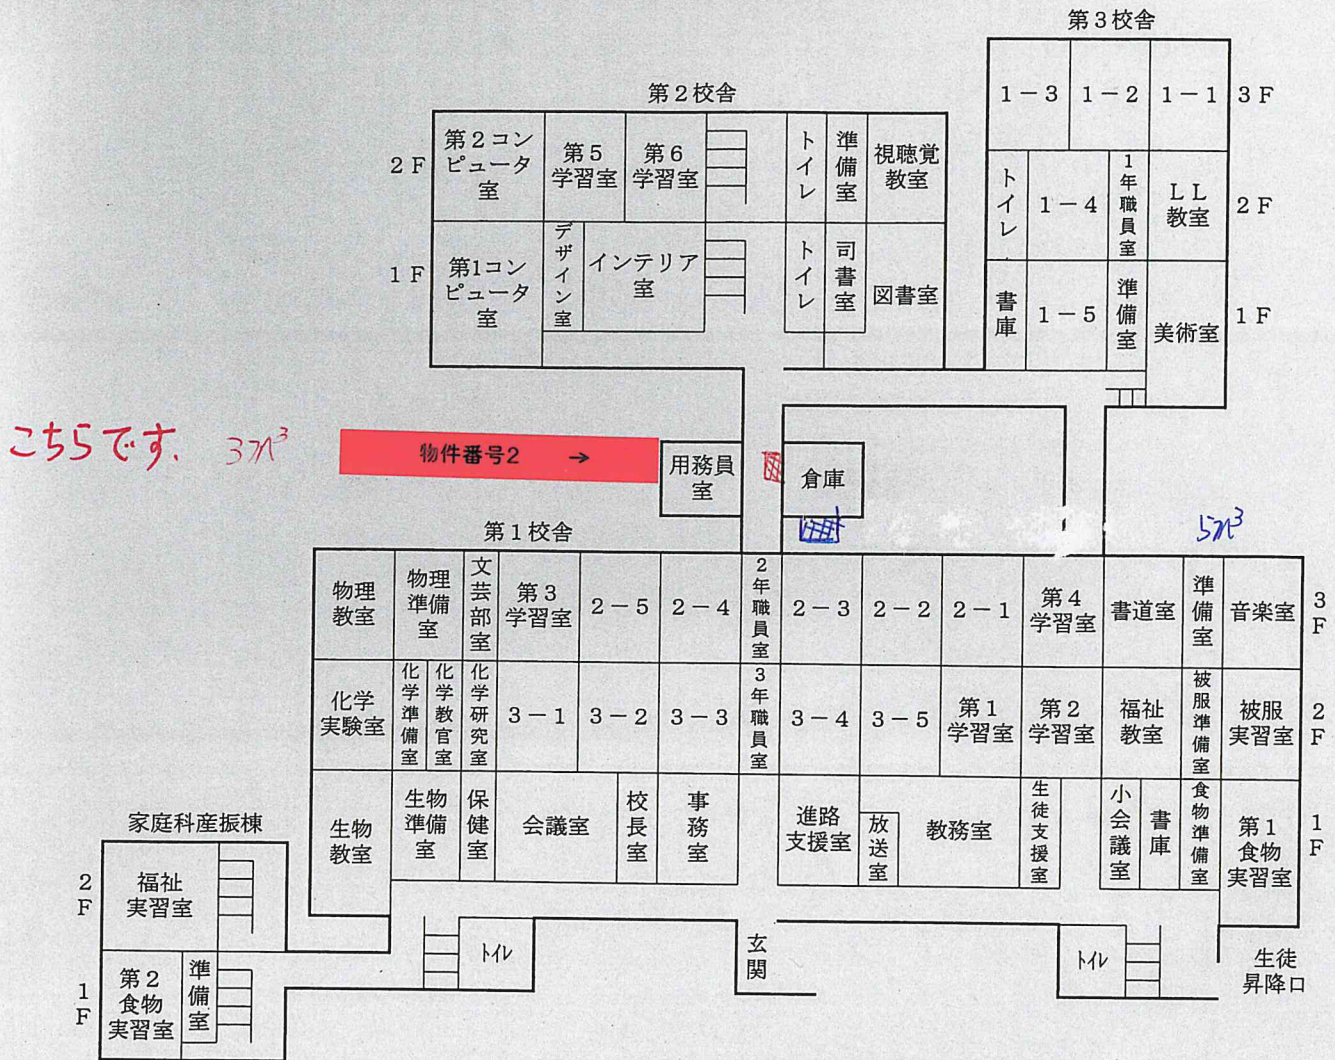 第3校舎
1-3 1-2 1-1 3F
トイレ 1-4 1年職員室 LL教室 2F
書庫 1-5 準備室 美術室 1F
第2校舎
2F 第2コンピュータ室 第5学習室 第6学習室 トイレ 準備室 視聴覚教室
1F 第1コンピュータ室 デザイン室 インテリア室 トイレ 司書室 図書室
こちらです. 3m³
物件番号2 →
用務員室 倉庫
5m³
第1校舎
物理教室 物理準備室 文芸部室 第3学習室 2-5 2-4 2年職員室 2-3 2-2 2-1 第4学習室 書道室 準備室 音楽室 3F
化学実験室 化学準備室 化学教官室 化学研究室 3-1 3-2 3-3 3年職員室 3-4 3-5 第1学習室 第2学習室 福祉教室 被服準備室 被服実習室 2F
生物教室 生物準備室 保健室 会議室 校長室 事務室 進路支援室 放送室 教務室 生徒支援室 小会議室 書庫 食物準備室 第1食物実習室 1F
トイレ 玄関 トイレ 生徒昇降口
家庭科産振棟
2F 福祉実習室
1F 第2食物実習室 準備室